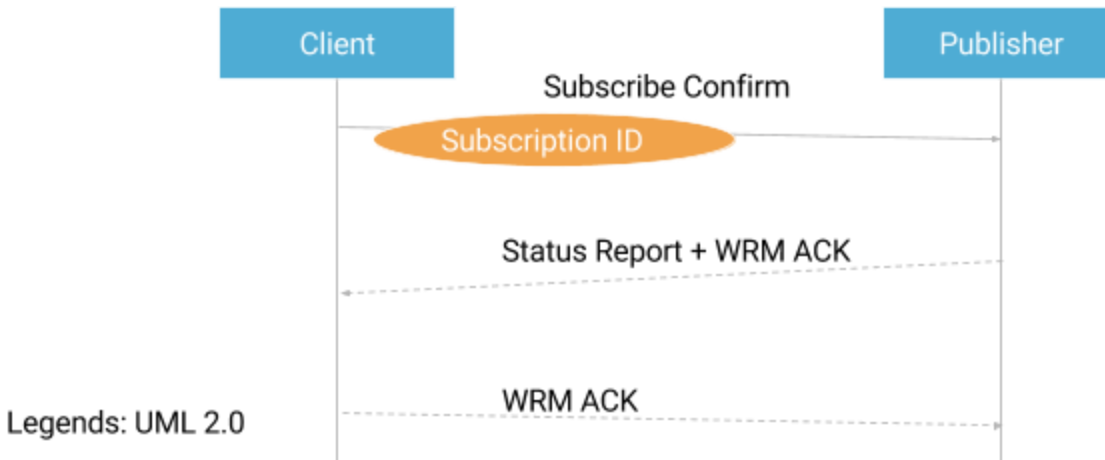 Client
Publisher
Subscribe Confirm
Subscription ID
Status Report + WRM ACK
WRM ACK
Legends: UML 2.0